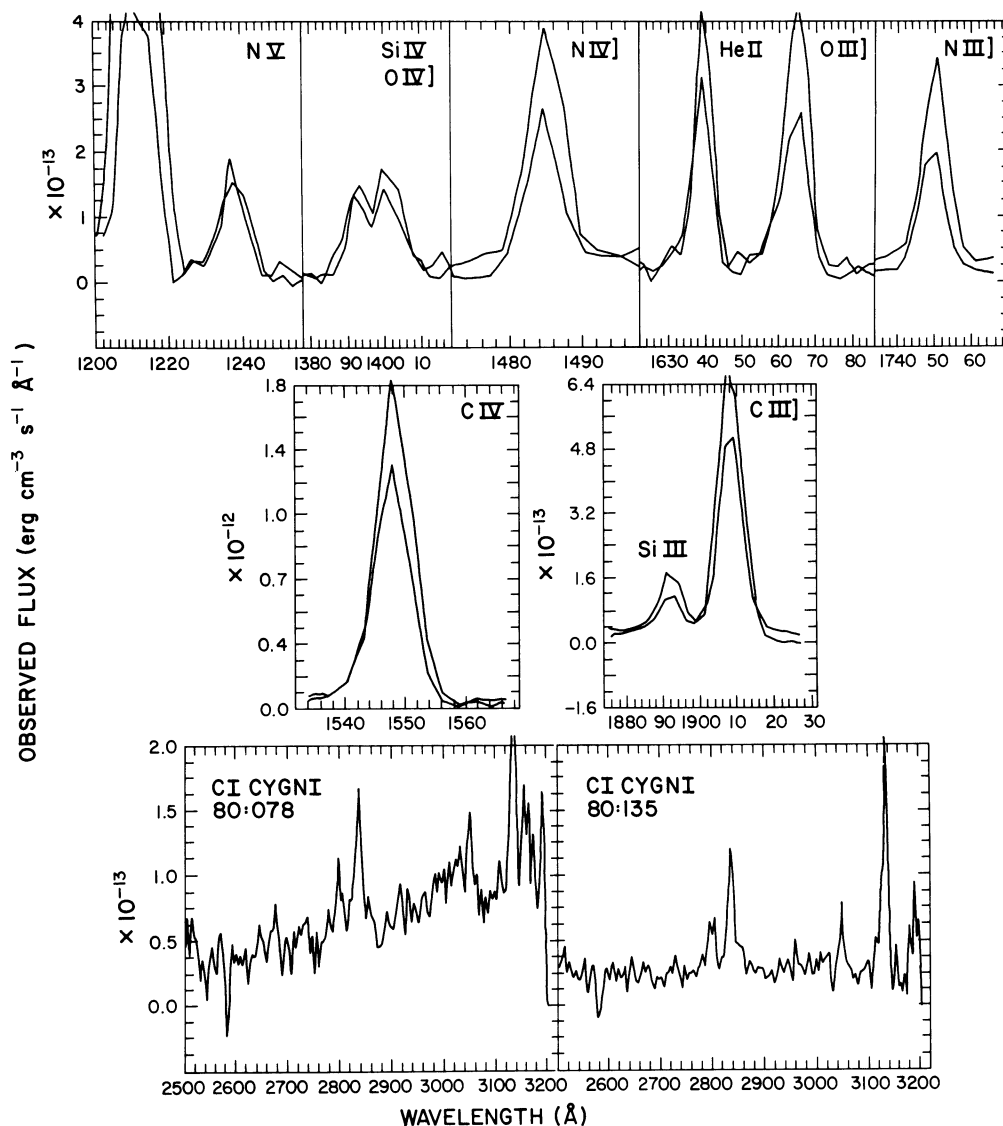 4
3
2
1
0
× 10⁻¹³
N V
Si IV
O IV]
N IV]
He II
O III]
N III]
1200 1220 1240 1380 90 1400 10 1480 1490 1630 40 50 60 70 80 1740 50 60
OBSERVED FLUX (erg cm⁻³ s⁻¹ Å⁻¹)
1.8
1.4
1.0
0.7
0.4
0.0
× 10⁻¹²
C IV
1540 1550 1560
6.4
4.8
3.2
1.6
0.0
-1.6
× 10⁻¹³
C III]
Si III
1880 90 1900 10 20 30
2.0
1.5
1.0
0.5
0.0
× 10⁻¹³
CI CYGNI
80:078
CI CYGNI
80:135
2500 2600 2700 2800 2900 3000 3100 3200 2600 2700 2800 2900 3000 3100 3200
WAVELENGTH (Å)